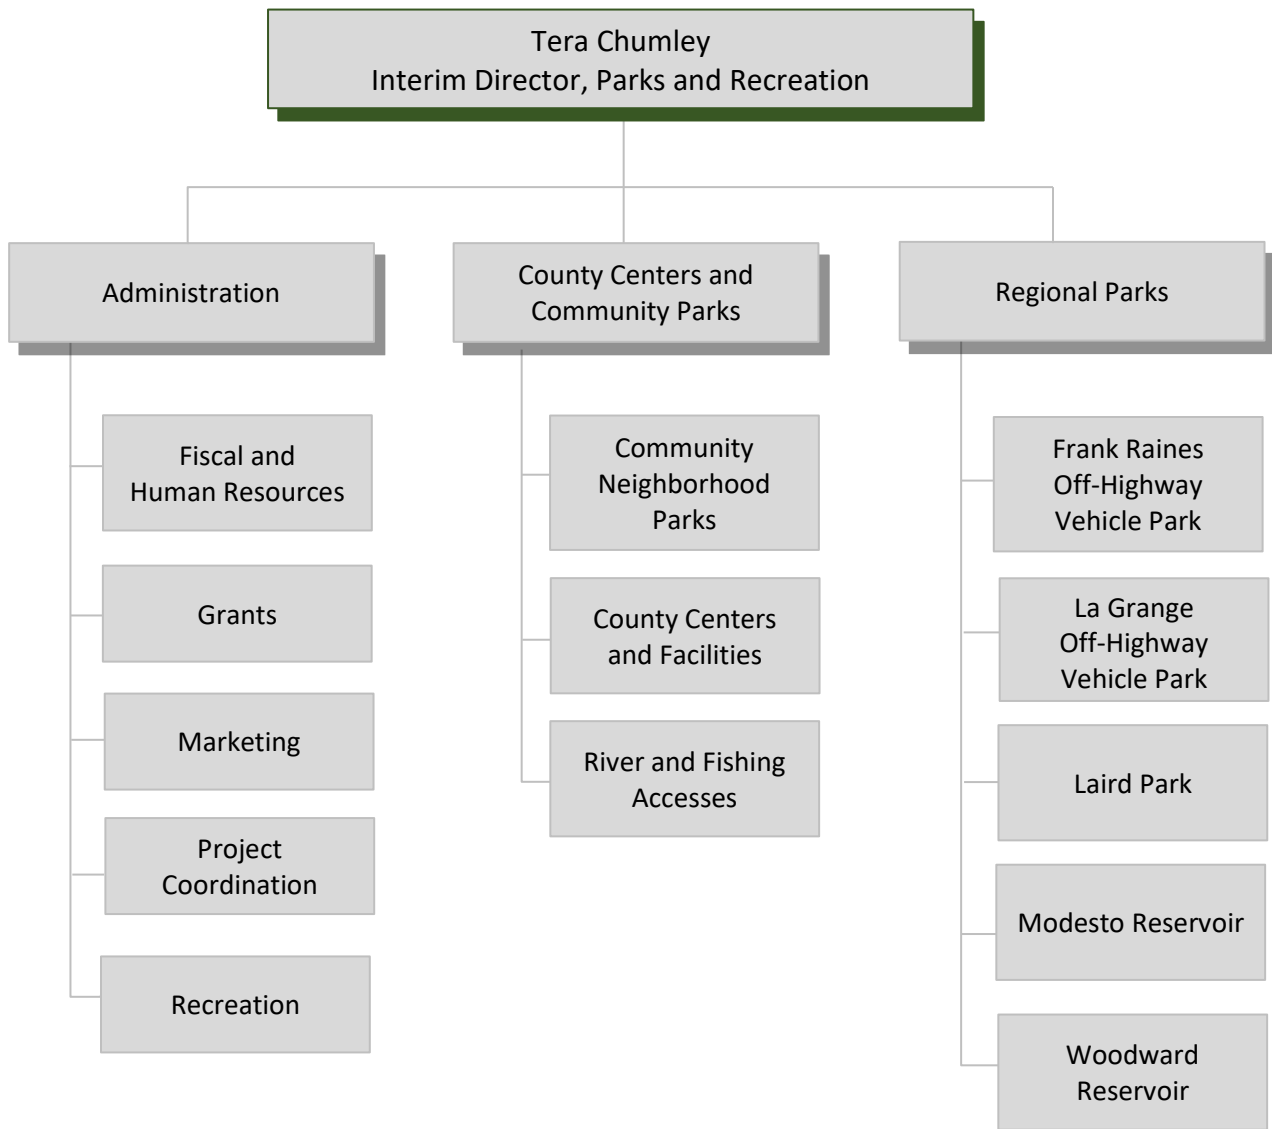 Tera Chumley
Interim Director, Parks and Recreation
Administration
County Centers and
Community Parks
Regional Parks
Fiscal and
Human Resources
Grants
Marketing
Project
Coordination
Recreation
Community
Neighborhood
Parks
County Centers
and Facilities
River and Fishing
Accesses
Frank Raines
Off-Highway
Vehicle Park
La Grange
Off-Highway
Vehicle Park
Laird Park
Modesto Reservoir
Woodward
Reservoir